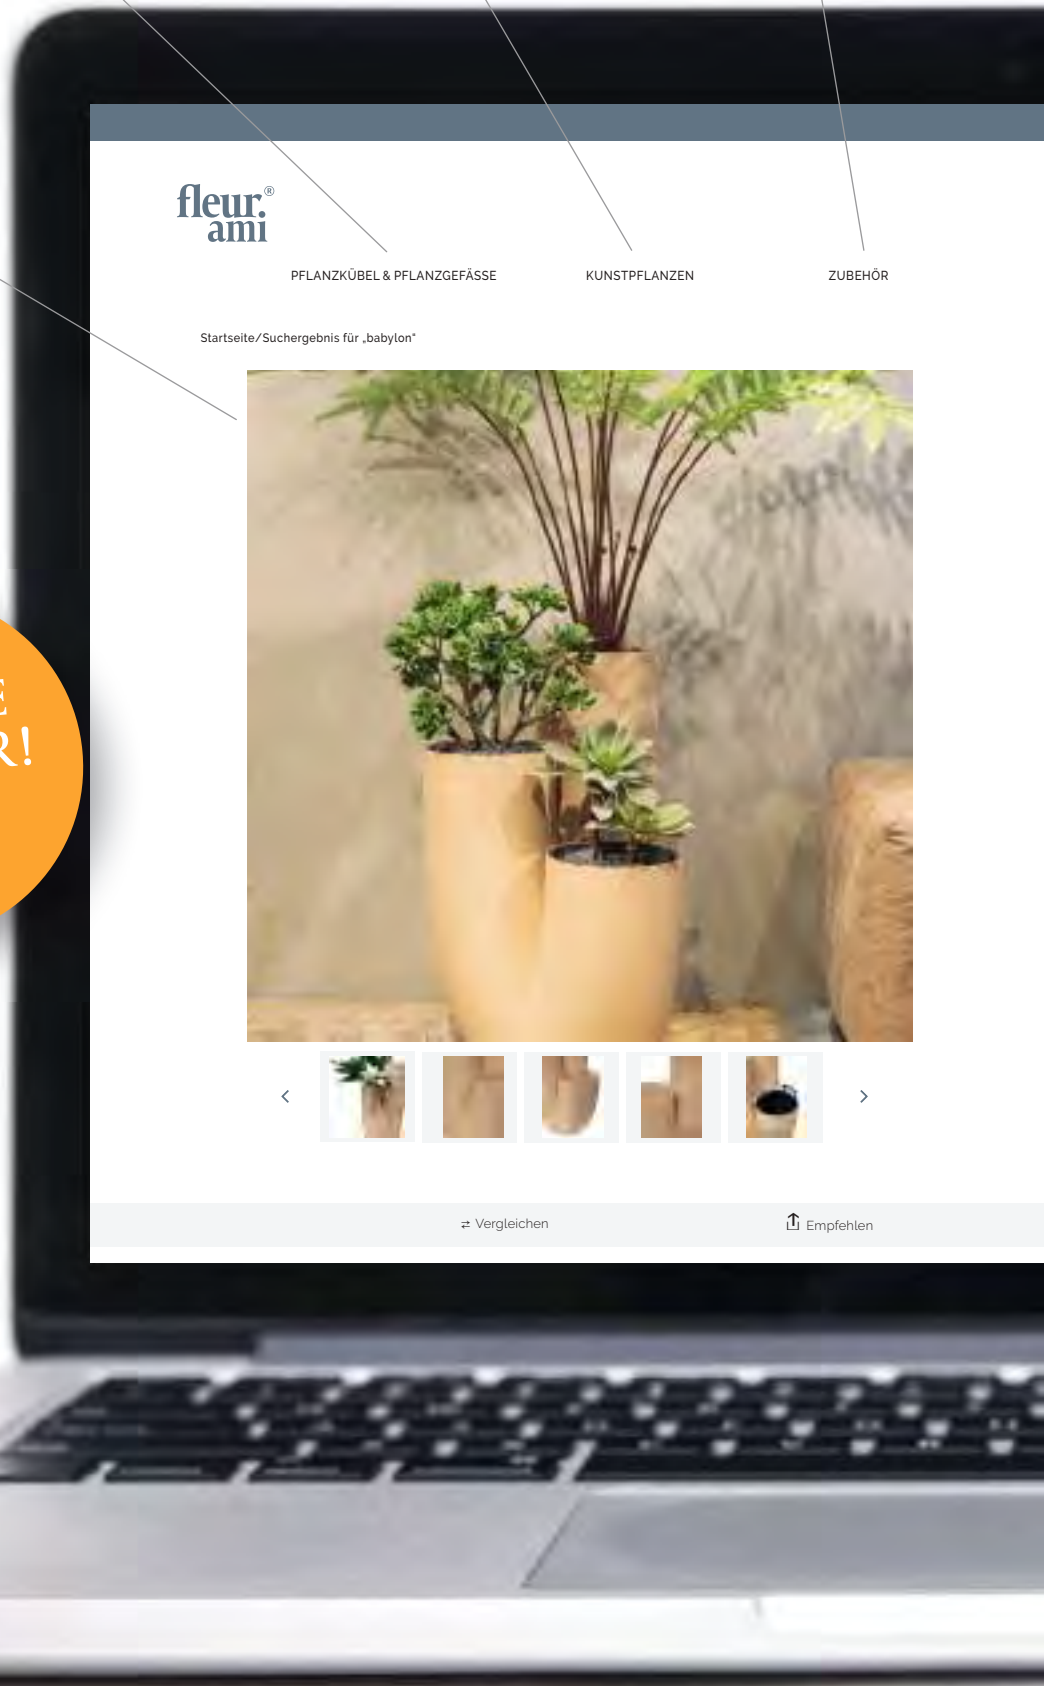 fleur.®
ami
PFLANZKÜBEL & PFLANZGEFÄSSE
KUNSTPFLANZEN
ZUBEHÖR
Startseite/Suchergebnis für „babylon“
R!
Vergleichen
Empfehlen